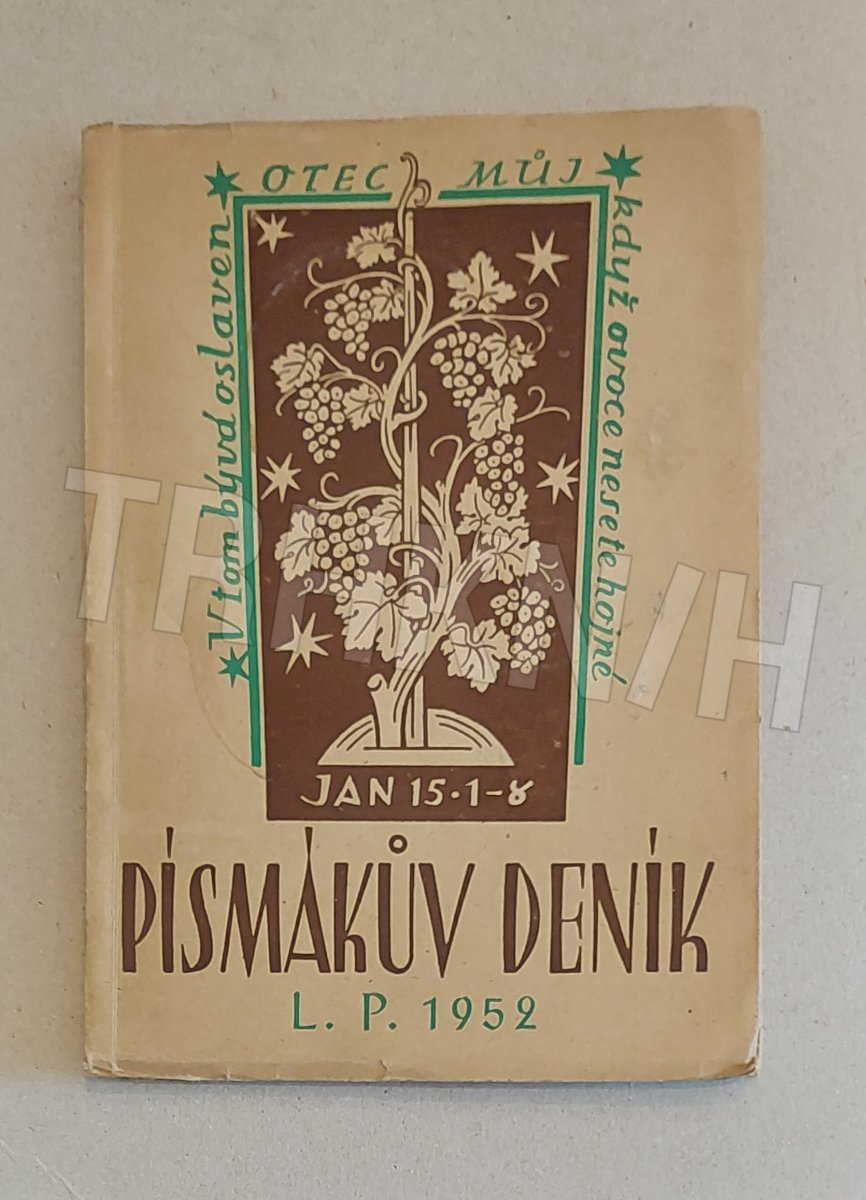 V tom bývá oslaven
OTEC MŮJ
když ovoce nesete hojné
JAN 15·1-8
PÍSMÁKŮV DENÍK
L. P. 1952